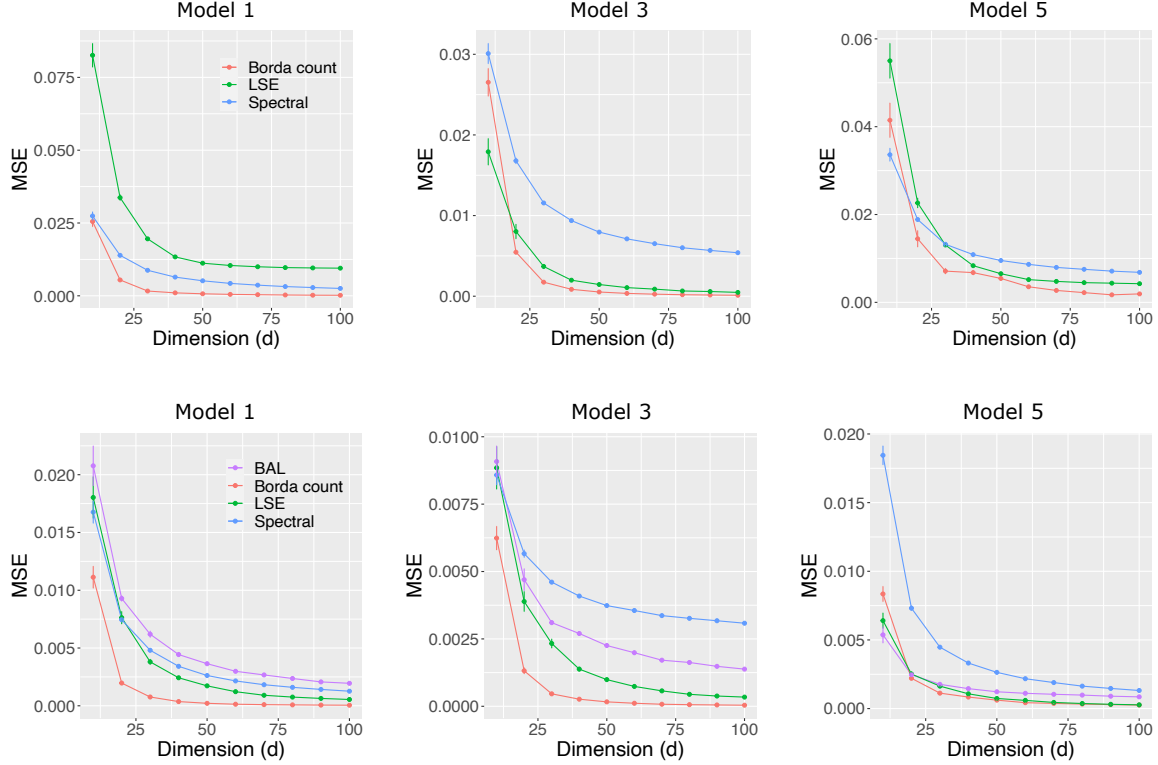 Model 1
Model 3
Model 5
0.075
0.050
0.025
0.000
MSE
Borda count
LSE
Spectral
25
50
75
100
Dimension (d)
0.03
0.02
0.01
0.00
MSE
25
50
75
100
Dimension (d)
0.06
0.04
0.02
0.00
MSE
25
50
75
100
Dimension (d)
Model 1
Model 3
Model 5
0.020
0.015
0.010
0.005
0.000
MSE
BAL
Borda count
LSE
Spectral
25
50
75
100
Dimension (d)
0.0100
0.0075
0.0050
0.0025
0.0000
MSE
25
50
75
100
Dimension (d)
0.020
0.015
0.010
0.005
0.000
MSE
25
50
75
100
Dimension (d)